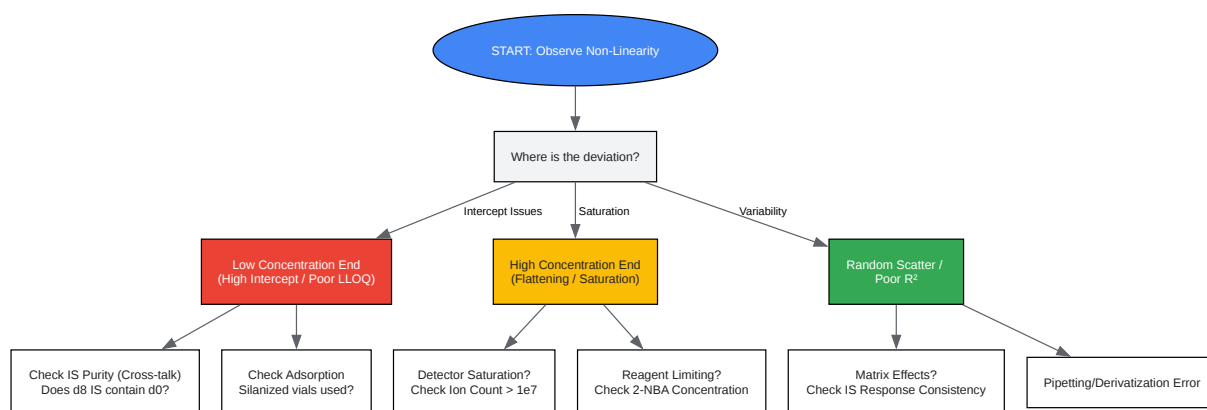 START: Observe Non-Linearity
Where is the deviation?
Intercept Issues
Saturation
Variability
Low Concentration End
(High Intercept / Poor LLOQ)
High Concentration End
(Flattening / Saturation)
Random Scatter /
Poor R²
Check IS Purity (Cross-talk)
Does d8 IS contain d0?
Check Adsorption
Silanized vials used?
Detector Saturation?
Check Ion Count > 1e7
Reagent Limiting?
Check 2-NBA Concentration
Matrix Effects?
Check IS Response Consistency
Pipetting/Derivatization Error